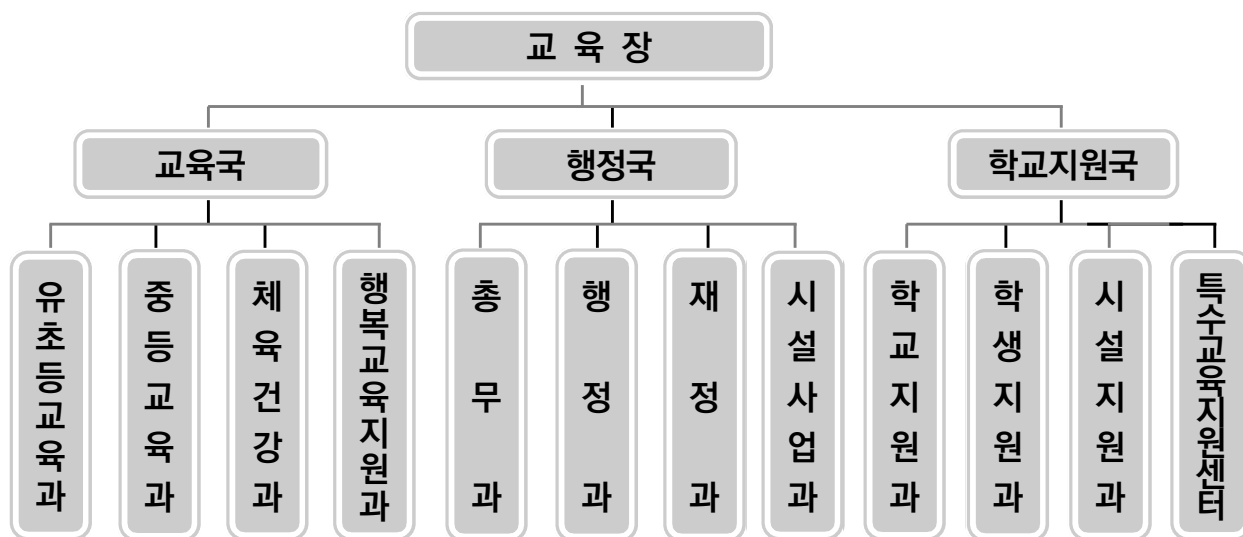 교 육 장
교육국
행정국
학교지원국
유초등교육과
중등교육과
체육건강과
행복교육지원과
총무과
행정과
재정과
시설사업과
학교지원과
학생지원과
시설지원과
특수교육지원센터